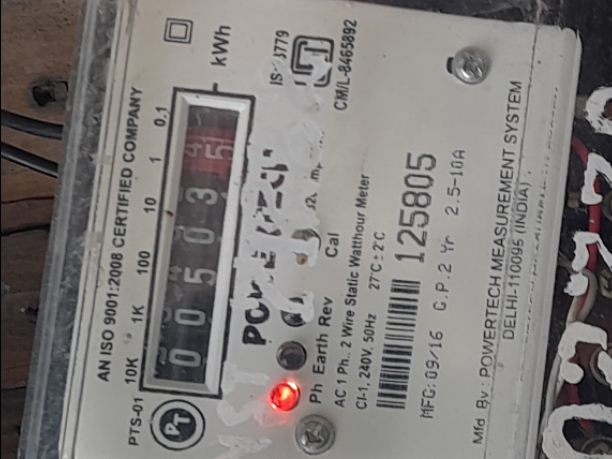 AN ISO 9001:2008 CERTIFIED COMPANY
PTS-01 10K 1K 100 10 1 0.1 kWh
PT
0 0 5 0 3 5
CM/L-8465892
Ph Earth Rev Cal
AC 1 Ph. 2 Wire Static Watthour Meter
Cl-1, 240V, 50Hz 27°C ± 2°C
125805
MFG:09/16 G.P.2 Yr 2.5-10A
Mfd By : POWERTECH MEASUREMENT SYSTEM
DELHI-110095 (INDIA)